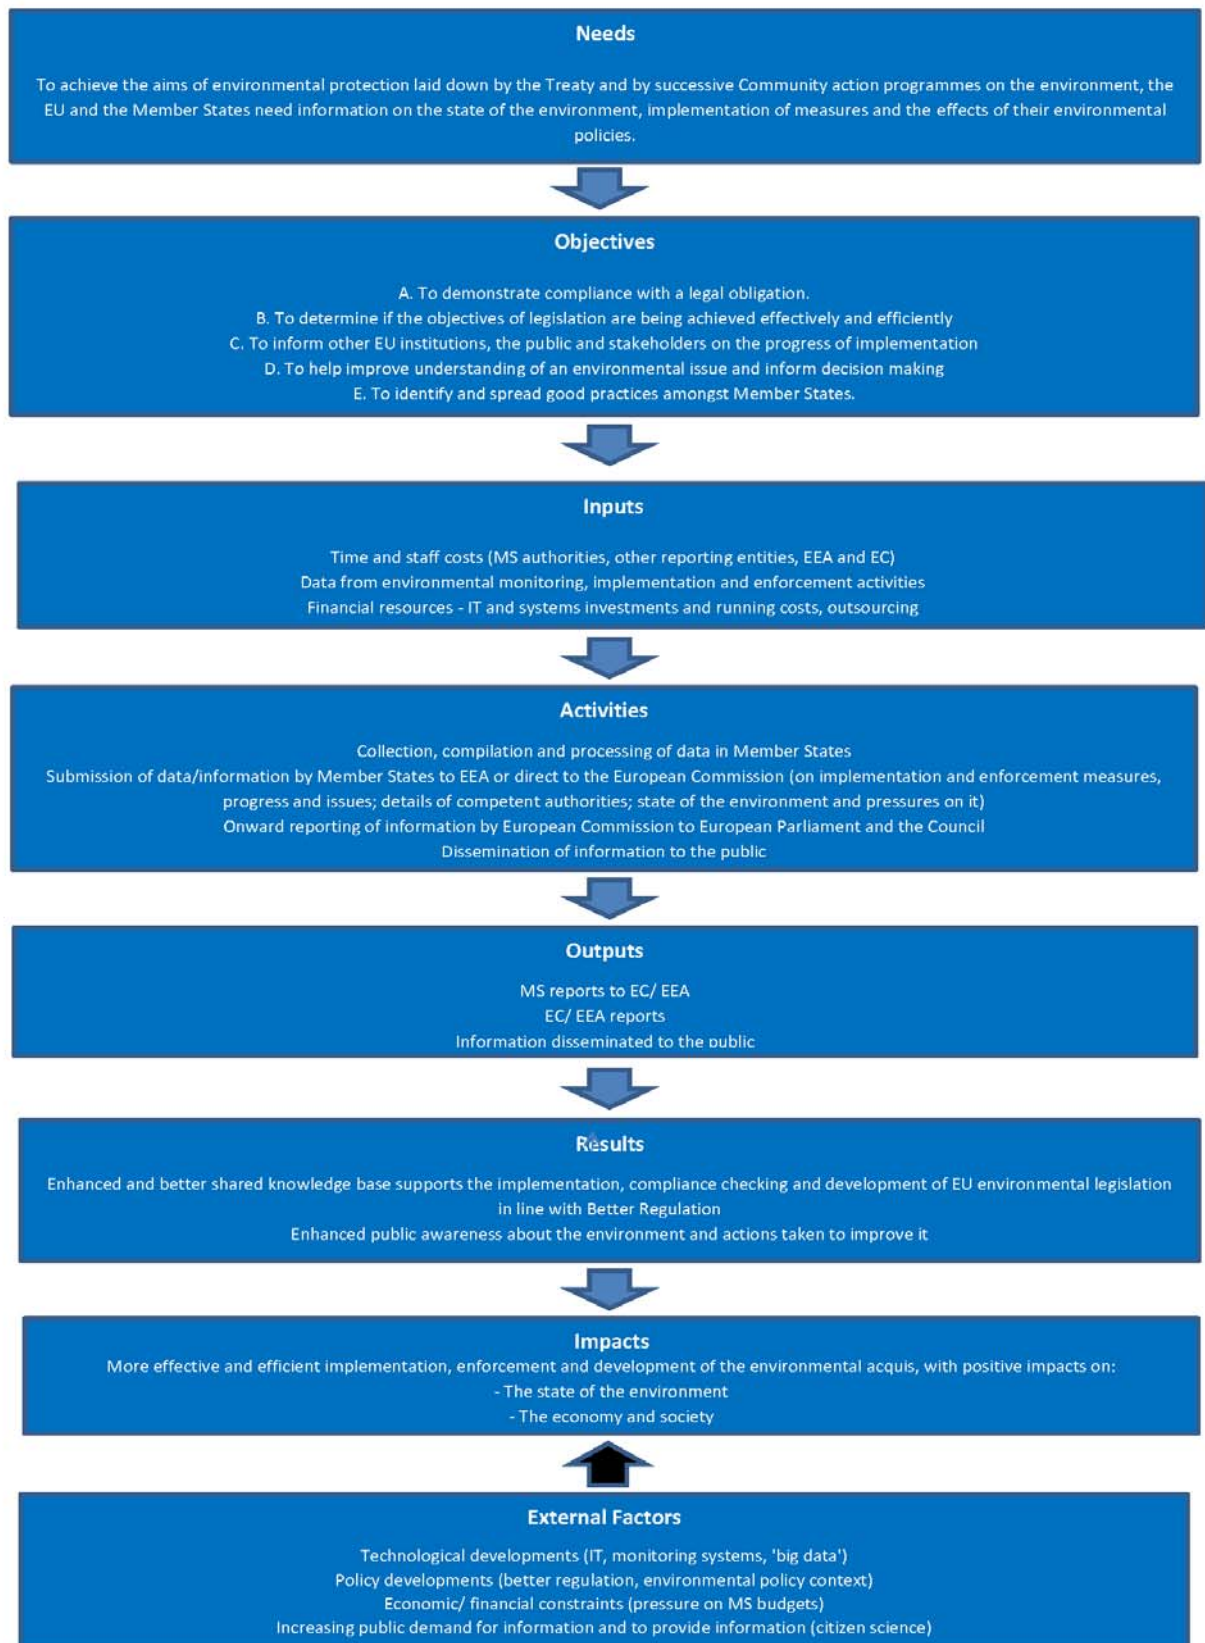 Needs
To achieve the aims of environmental protection laid down by the Treaty and by successive Community action programmes on the environment, the
EU and the Member States need information on the state of the environment, implementation of measures and the effects of their environmental
policies.
Objectives
A. To demonstrate compliance with a legal obligation.
B. To determine if the objectives of legislation are being achieved effectively and efficiently
C. To inform other EU institutions, the public and stakeholders on the progress of implementation
D. To help improve understanding of an environmental issue and inform decision making
E. To identify and spread good practices amongst Member States.
Inputs
Time and staff costs (MS authorities, other reporting entities, EEA and EC)
Data from environmental monitoring, implementation and enforcement activities
Financial resources - IT and systems investments and running costs, outsourcing
Activities
Collection, compilation and processing of data in Member States
Submission of data/information by Member States to EEA or direct to the European Commission (on implementation and enforcement measures,
progress and issues; details of competent authorities; state of the environment and pressures on it)
Onward reporting of information by European Commission to European Parliament and the Council
Dissemination of information to the public
Outputs
MS reports to EC/ EEA
EC/ EEA reports
Information disseminated to the public
Results
Enhanced and better shared knowledge base supports the implementation, compliance checking and development of EU environmental legislation
in line with Better Regulation
Enhanced public awareness about the environment and actions taken to improve it
Impacts
More effective and efficient implementation, enforcement and development of the environmental acquis, with positive impacts on:
- The state of the environment
- The economy and society
External Factors
Technological developments (IT, monitoring systems, 'big data')
Policy developments (better regulation, environmental policy context)
Economic/ financial constraints (pressure on MS budgets)
Increasing public demand for information and to provide information (citizen science)